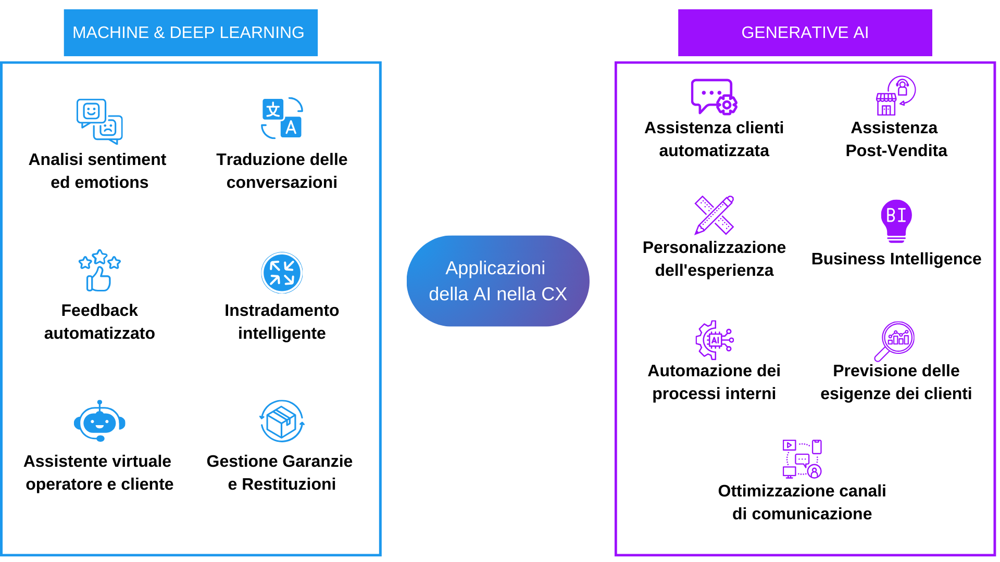 MACHINE & DEEP LEARNING
文
A
Analisi sentiment
ed emotions
Traduzione delle
conversazioni
Feedback
automatizzato
Instradamento
intelligente
Assistente virtuale
operatore e cliente
Gestione Garanzie
e Restituzioni
Applicazioni
della AI nella CX
GENERATIVE AI
Assistenza clienti
automatizzata
Assistenza
Post-Vendita
Personalizzazione
dell'esperienza
BI
Business Intelligence
AI
Automazione dei
processi interni
Previsione delle
esigenze dei clienti
Ottimizzazione canali
di comunicazione